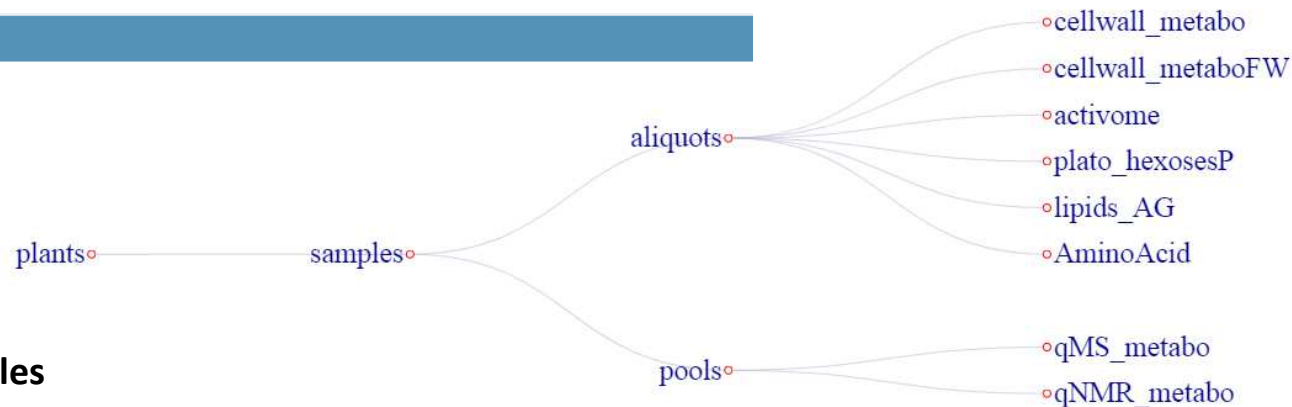 cellwall_metabo
cellwall_metaboFW
activome
aliquots
plato_hexosesP
lipids_AG
plants
samples
AminoAcid
qMS_metabo
les
pools
qNMR_metabo